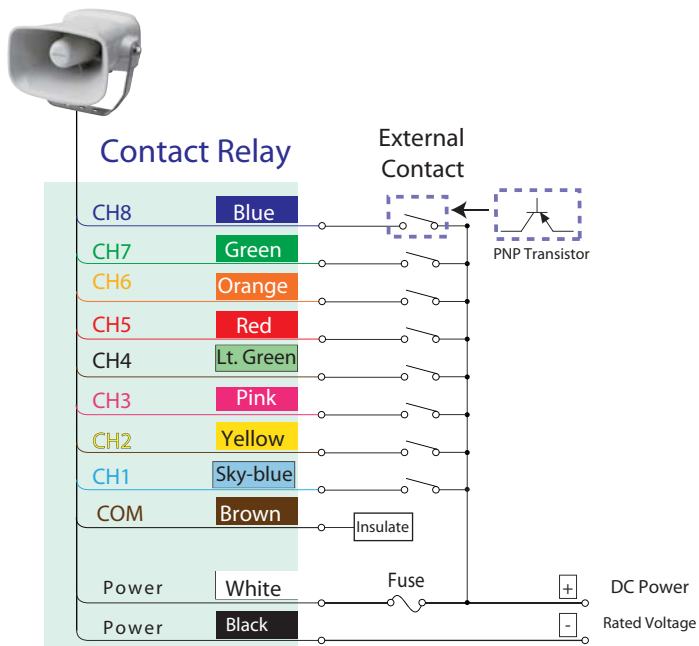 Contact Relay
External
Contact
CH8 Blue
PNP Transistor
CH7 Green
CH6 Orange
CH5 Red
CH4 Lt. Green
CH3 Pink
CH2 Yellow
CH1 Sky-blue
COM Brown
Insulate
Power White Fuse + DC Power
Power Black - Rated Voltage